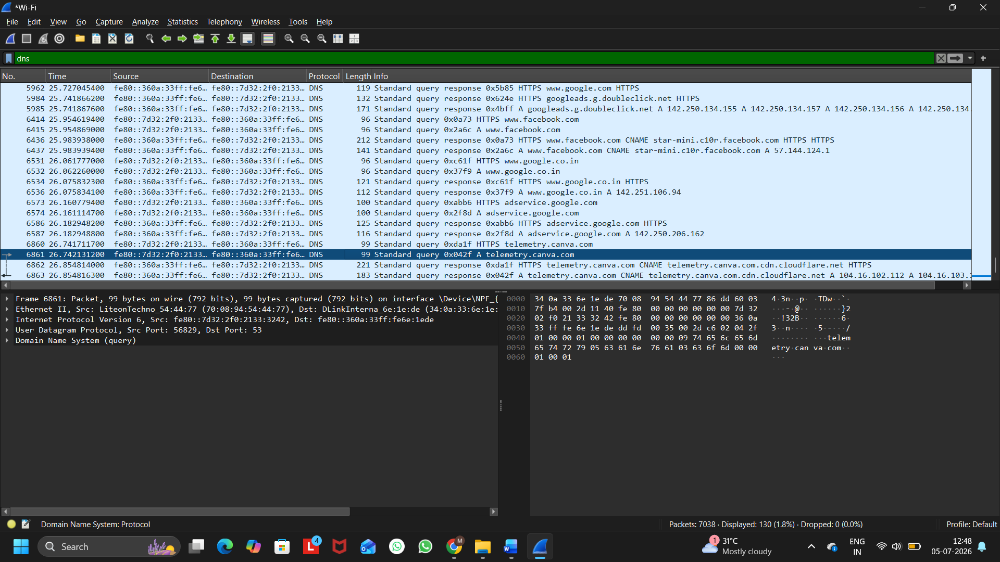 *Wi-Fi
File Edit View Go Capture Analyze Statistics Telephony Wireless Tools Help
dns
No. Time Source Destination Protocol Length Info
5962 25.727045400 fe80::360a:33ff:fe6… fe80::7d32:2f0:2133… DNS 119 Standard query response 0x5b85 HTTPS www.google.com HTTPS
5984 25.741866200 fe80::360a:33ff:fe6… fe80::7d32:2f0:2133… DNS 132 Standard query response 0x624e HTTPS googleads.g.doubleclick.net HTTPS
5985 25.741867600 fe80::360a:33ff:fe6… fe80::7d32:2f0:2133… DNS 171 Standard query response 0x4bff A googleads.g.doubleclick.net A 142.250.134.155 A 142.250.134.157 A 142.250.134.156 A 142.250.134.
6414 25.954619400 fe80::7d32:2f0:2133… fe80::360a:33ff:fe6… DNS 96 Standard query 0x0a73 HTTPS www.facebook.com
6415 25.954869000 fe80::7d32:2f0:2133… fe80::360a:33ff:fe6… DNS 96 Standard query 0x2a6c A www.facebook.com
6436 25.983938000 fe80::360a:33ff:fe6… fe80::7d32:2f0:2133… DNS 212 Standard query response 0x0a73 HTTPS www.facebook.com CNAME star-mini.c10r.facebook.com HTTPS HTTPS
6437 25.983939400 fe80::360a:33ff:fe6… fe80::7d32:2f0:2133… DNS 141 Standard query response 0x2a6c A www.facebook.com CNAME star-mini.c10r.facebook.com A 57.144.124.1
6531 26.061777000 fe80::7d32:2f0:2133… fe80::360a:33ff:fe6… DNS 96 Standard query 0xc61f HTTPS www.google.co.in
6532 26.062260000 fe80::7d32:2f0:2133… fe80::360a:33ff:fe6… DNS 96 Standard query 0x37f9 A www.google.co.in
6534 26.075832300 fe80::360a:33ff:fe6… fe80::7d32:2f0:2133… DNS 121 Standard query response 0xc61f HTTPS www.google.co.in HTTPS
6536 26.075834100 fe80::360a:33ff:fe6… fe80::7d32:2f0:2133… DNS 112 Standard query response 0x37f9 A www.google.co.in A 142.251.106.94
6573 26.160779400 fe80::7d32:2f0:2133… fe80::360a:33ff:fe6… DNS 100 Standard query 0xabb6 HTTPS adservice.google.com
6574 26.161114700 fe80::7d32:2f0:2133… fe80::360a:33ff:fe6… DNS 100 Standard query 0x2f8d A adservice.google.com
6586 26.182948200 fe80::360a:33ff:fe6… fe80::7d32:2f0:2133… DNS 125 Standard query response 0xabb6 HTTPS adservice.google.com HTTPS
6587 26.182948800 fe80::360a:33ff:fe6… fe80::7d32:2f0:2133… DNS 116 Standard query response 0x2f8d A adservice.google.com A 142.250.206.162
6860 26.741711700 fe80::7d32:2f0:2133… fe80::360a:33ff:fe6… DNS 99 Standard query 0xda1f HTTPS telemetry.canva.com
6861 26.742131200 fe80::7d32:2f0:2133… fe80::360a:33ff:fe6… DNS 99 Standard query 0x042f A telemetry.canva.com
6862 26.854814000 fe80::360a:33ff:fe6… fe80::7d32:2f0:2133… DNS 221 Standard query response 0xda1f HTTPS telemetry.canva.com CNAME telemetry.canva.com.cdn.cloudflare.net HTTPS
6863 26.854816300 fe80::360a:33ff:fe6… fe80::7d32:2f0:2133… DNS 183 Standard query response 0x042f A telemetry.canva.com CNAME telemetry.canva.com.cdn.cloudflare.net A 104.16.102.112 A 104.16.103.
Frame 6861: Packet, 99 bytes on wire (792 bits), 99 bytes captured (792 bits) on interface \Device\NPF_{
Ethernet II, Src: LiteonTechno_54:44:77 (70:08:94:54:44:77), Dst: DLinkInterna_6e:1e:de (34:0a:33:6e:1e:
Internet Protocol Version 6, Src: fe80::7d32:2f0:2133:3242, Dst: fe80::360a:33ff:fe6e:1ede
User Datagram Protocol, Src Port: 56829, Dst Port: 53
Domain Name System (query)
0000 34 0a 33 6e 1e de 70 08 94 54 44 77 86 dd 60 03 4·3n··p· ·TDw··`·
0010 7f b4 00 2d 11 40 fe 80 00 00 00 00 00 00 7d 32 ···-·@·· ······}2
0020 02 f0 21 33 32 42 fe 80 00 00 00 00 00 00 36 0a ··!32B·· ······6·
0030 33 ff fe 6e 1e de dd fd 00 35 00 2d c6 02 04 2f 3··n···· ·5·-···/
0040 01 00 00 01 00 00 00 00 00 00 09 74 65 6c 65 6d ········ ···telem
0050 65 74 72 79 05 63 61 6e 76 61 03 63 6f 6d 00 00 etry·can va·com··
0060 01 00 01 ···
Domain Name System: Protocol
Packets: 7038 · Displayed: 130 (1.8%) · Dropped: 0 (0.0%)
Profile: Default
Search
4
M
1
31°C
Mostly cloudy
ENG
IN
12:48
05-07-2026